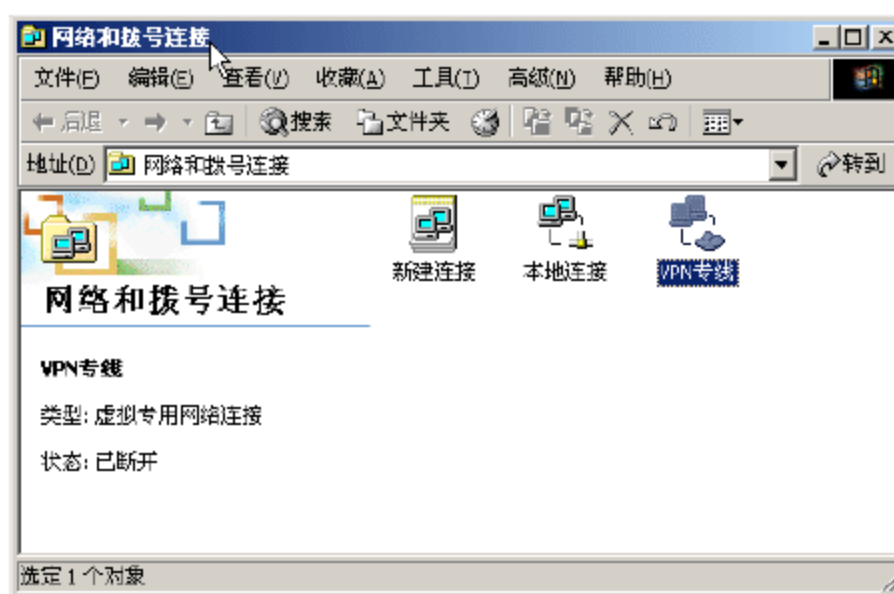 网络和拨号连接
文件(F) 编辑(E) 查看(V) 收藏(A) 工具(T) 高级(N) 帮助(H)
后退 搜索 文件夹
地址(D) 网络和拨号连接 转到
新建连接 本地连接 VPN专线
网络和拨号连接
VPN专线
类型: 虚拟专用网络连接
状态: 已断开
选定 1 个对象